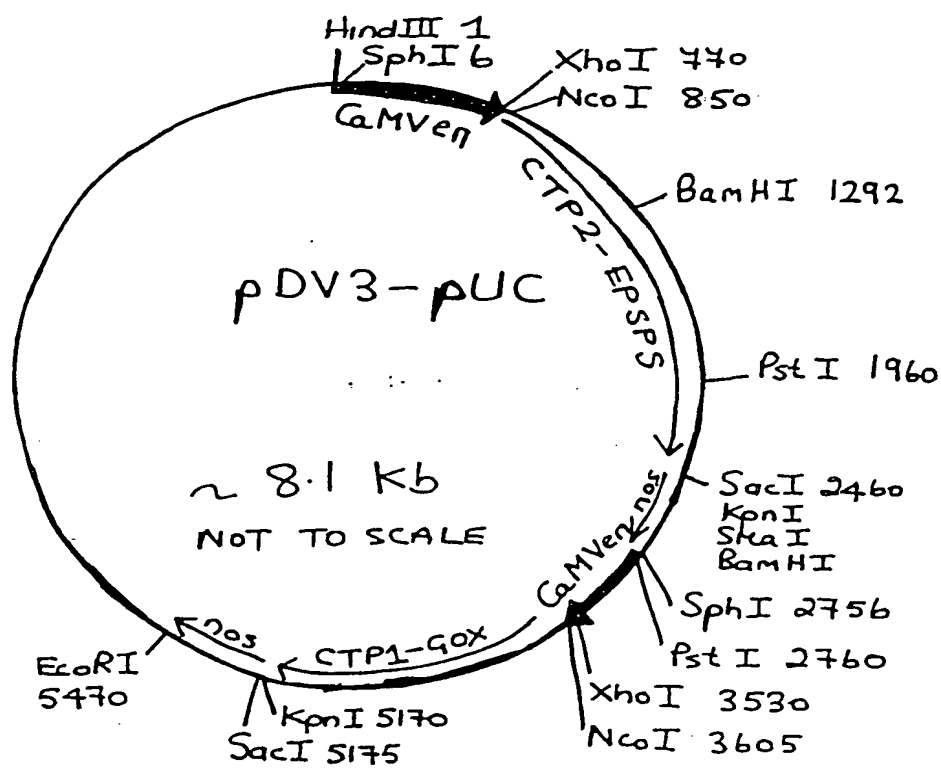 HindIII 1
SphI 6
XhoI 770
NcoI 850
CaMVen
CTP2-EPSPS
BamHI 1292
pDV3-pUC
PstI 1960
~ 8.1 Kb
NOT TO SCALE
SacI 2460
KpnI
SmaI
BamHI
nos
CaMVen
SphI 2756
PstI 2760
XhoI 3530
NcoI 3605
CTP1-GOX
nos
KpnI 5170
SacI 5175
EcoRI
5470